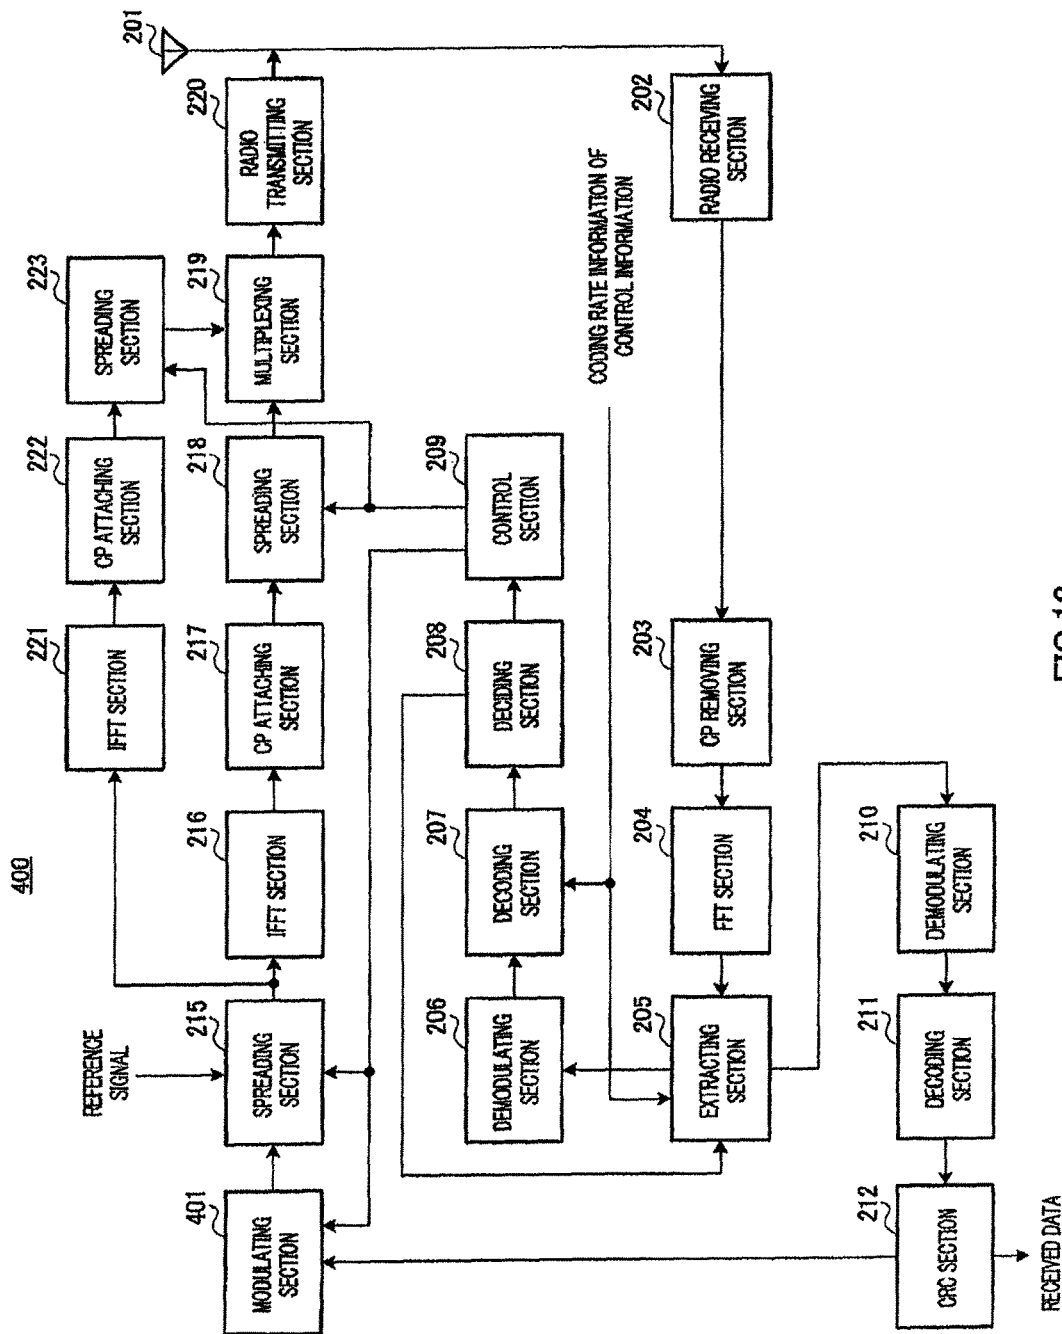 400
201
221
IFFT SECTION
222
CP ATTACHING
SECTION
223
SPREADING
SECTION
REFERENCE
SIGNAL
401
MODULATING
SECTION
215
SPREADING
SECTION
216
IFFT SECTION
217
CP ATTACHING
SECTION
218
SPREADING
SECTION
219
MULTIPLEXING
SECTION
220
RADIO
TRANSMITTING
SECTION
206
DEMODULATING
SECTION
207
DECODING
SECTION
208
DECIDING
SECTION
209
CONTROL
SECTION
CODING RATE INFORMATION OF
CONTROL INFORMATION
205
EXTRACTING
SECTION
204
FFT SECTION
203
CP REMOVING
SECTION
202
RADIO RECEIVING
SECTION
212
CRC SECTION
211
DECODING
SECTION
210
DEMODULATING
SECTION
RECEIVED DATA